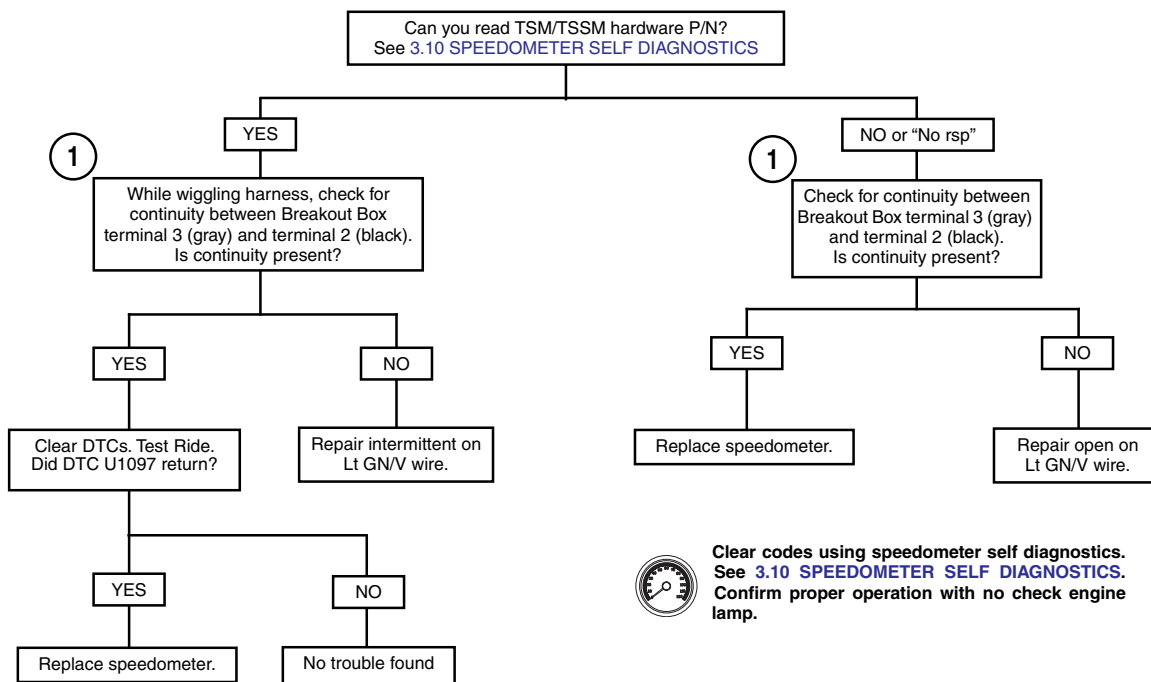 Can you read TSM/TSSM hardware P/N?
See 3.10 SPEEDOMETER SELF DIAGNOSTICS
YES
NO or “No rsp”
1
While wiggling harness, check for
continuity between Breakout Box
terminal 3 (gray) and terminal 2 (black).
Is continuity present?
1
Check for continuity between
Breakout Box terminal 3 (gray)
and terminal 2 (black).
Is continuity present?
YES
NO
YES
NO
Clear DTCs. Test Ride.
Did DTC U1097 return?
Repair intermittent on
Lt GN/V wire.
Replace speedometer.
Repair open on
Lt GN/V wire.
YES
NO
Replace speedometer.
No trouble found
Clear codes using speedometer self diagnostics.
See 3.10 SPEEDOMETER SELF DIAGNOSTICS.
Confirm proper operation with no check engine
lamp.